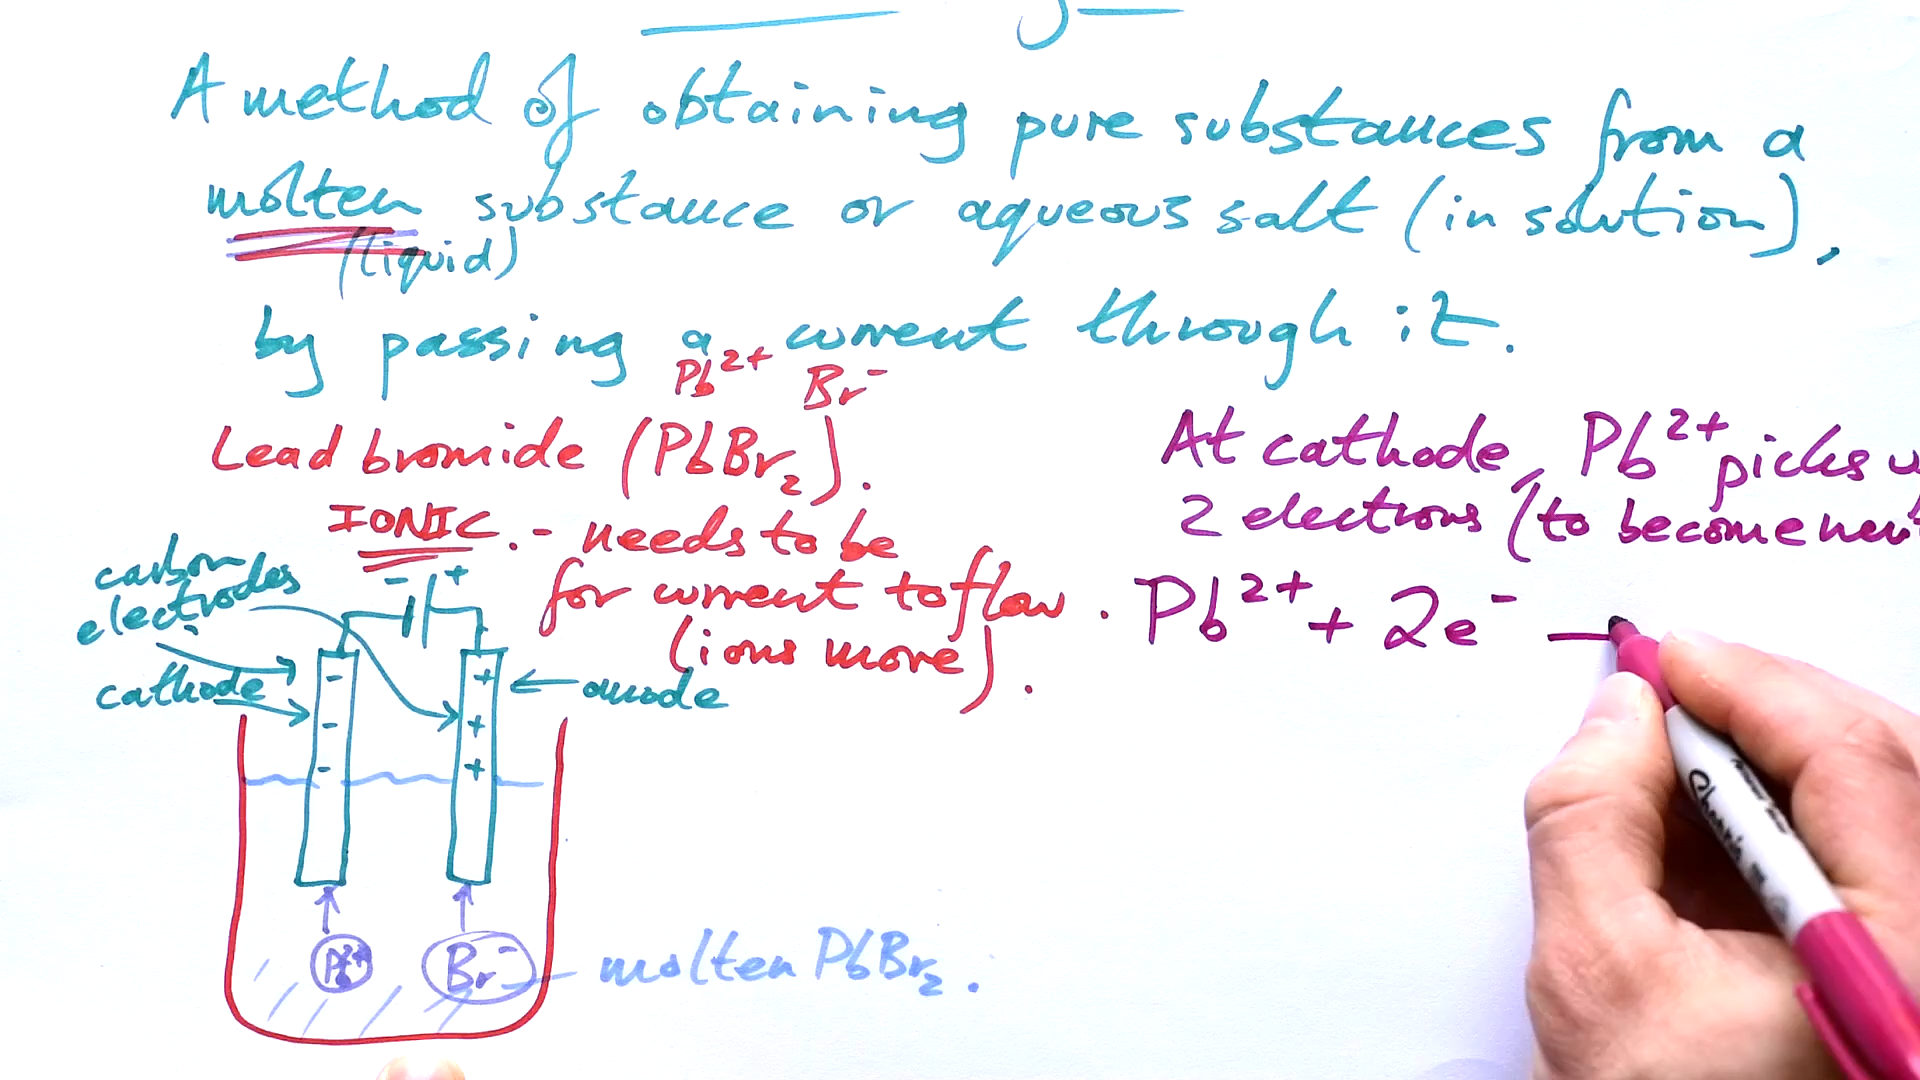 A method of obtaining pure substances from a
molten substance or aqueous salt (in solution),
(liquid)
by passing a current through it.
Pb²⁺ Br⁻
Lead bromide (PbBr₂).
IONIC. - needs to be
for current to flow.
(ions move).
carbon
electrodes
- +
cathode
anode
- +
- +
- +
Pb²⁺ Br⁻
molten PbBr₂.
At cathode, Pb²⁺ picks
2 electrons (to become
Pb²⁺ + 2e⁻ —
Sharpie